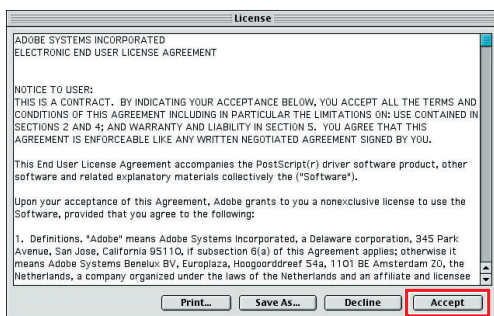 License
ADOBE SYSTEMS INCORPORATED
ELECTRONIC END USER LICENSE AGREEMENT
NOTICE TO USER:
THIS IS A CONTRACT. BY INDICATING YOUR ACCEPTANCE BELOW, YOU ACCEPT ALL THE TERMS AND
CONDITIONS OF THIS AGREEMENT INCLUDING IN PARTICULAR THE LIMITATIONS ON: USE CONTAINED IN
SECTIONS 2 AND 4; AND WARRANTY AND LIABILITY IN SECTION 5. YOU AGREE THAT THIS
AGREEMENT IS ENFORCEABLE LIKE ANY WRITTEN NEGOTIATED AGREEMENT SIGNED BY YOU.
This End User License Agreement accompanies the PostScript(r) driver software product, other
software and related explanatory materials collectively the ("Software").
Upon your acceptance of this Agreement, Adobe grants to you a nonexclusive license to use the
Software, provided that you agree to the following:
1. Definitions. "Adobe" means Adobe Systems Incorporated, a Delaware corporation, 345 Park
Avenue, San Jose, California 95110, if subsection 6(a) of this Agreement applies; otherwise it
means Adobe Systems Benelux BV, Europlaza, Hoogoorddreef 54a, 1101 BE Amsterdam Z0, the
Netherlands, a company organized under the laws of the Netherlands and an affiliate and licensee
Print... Save As... Decline Accept